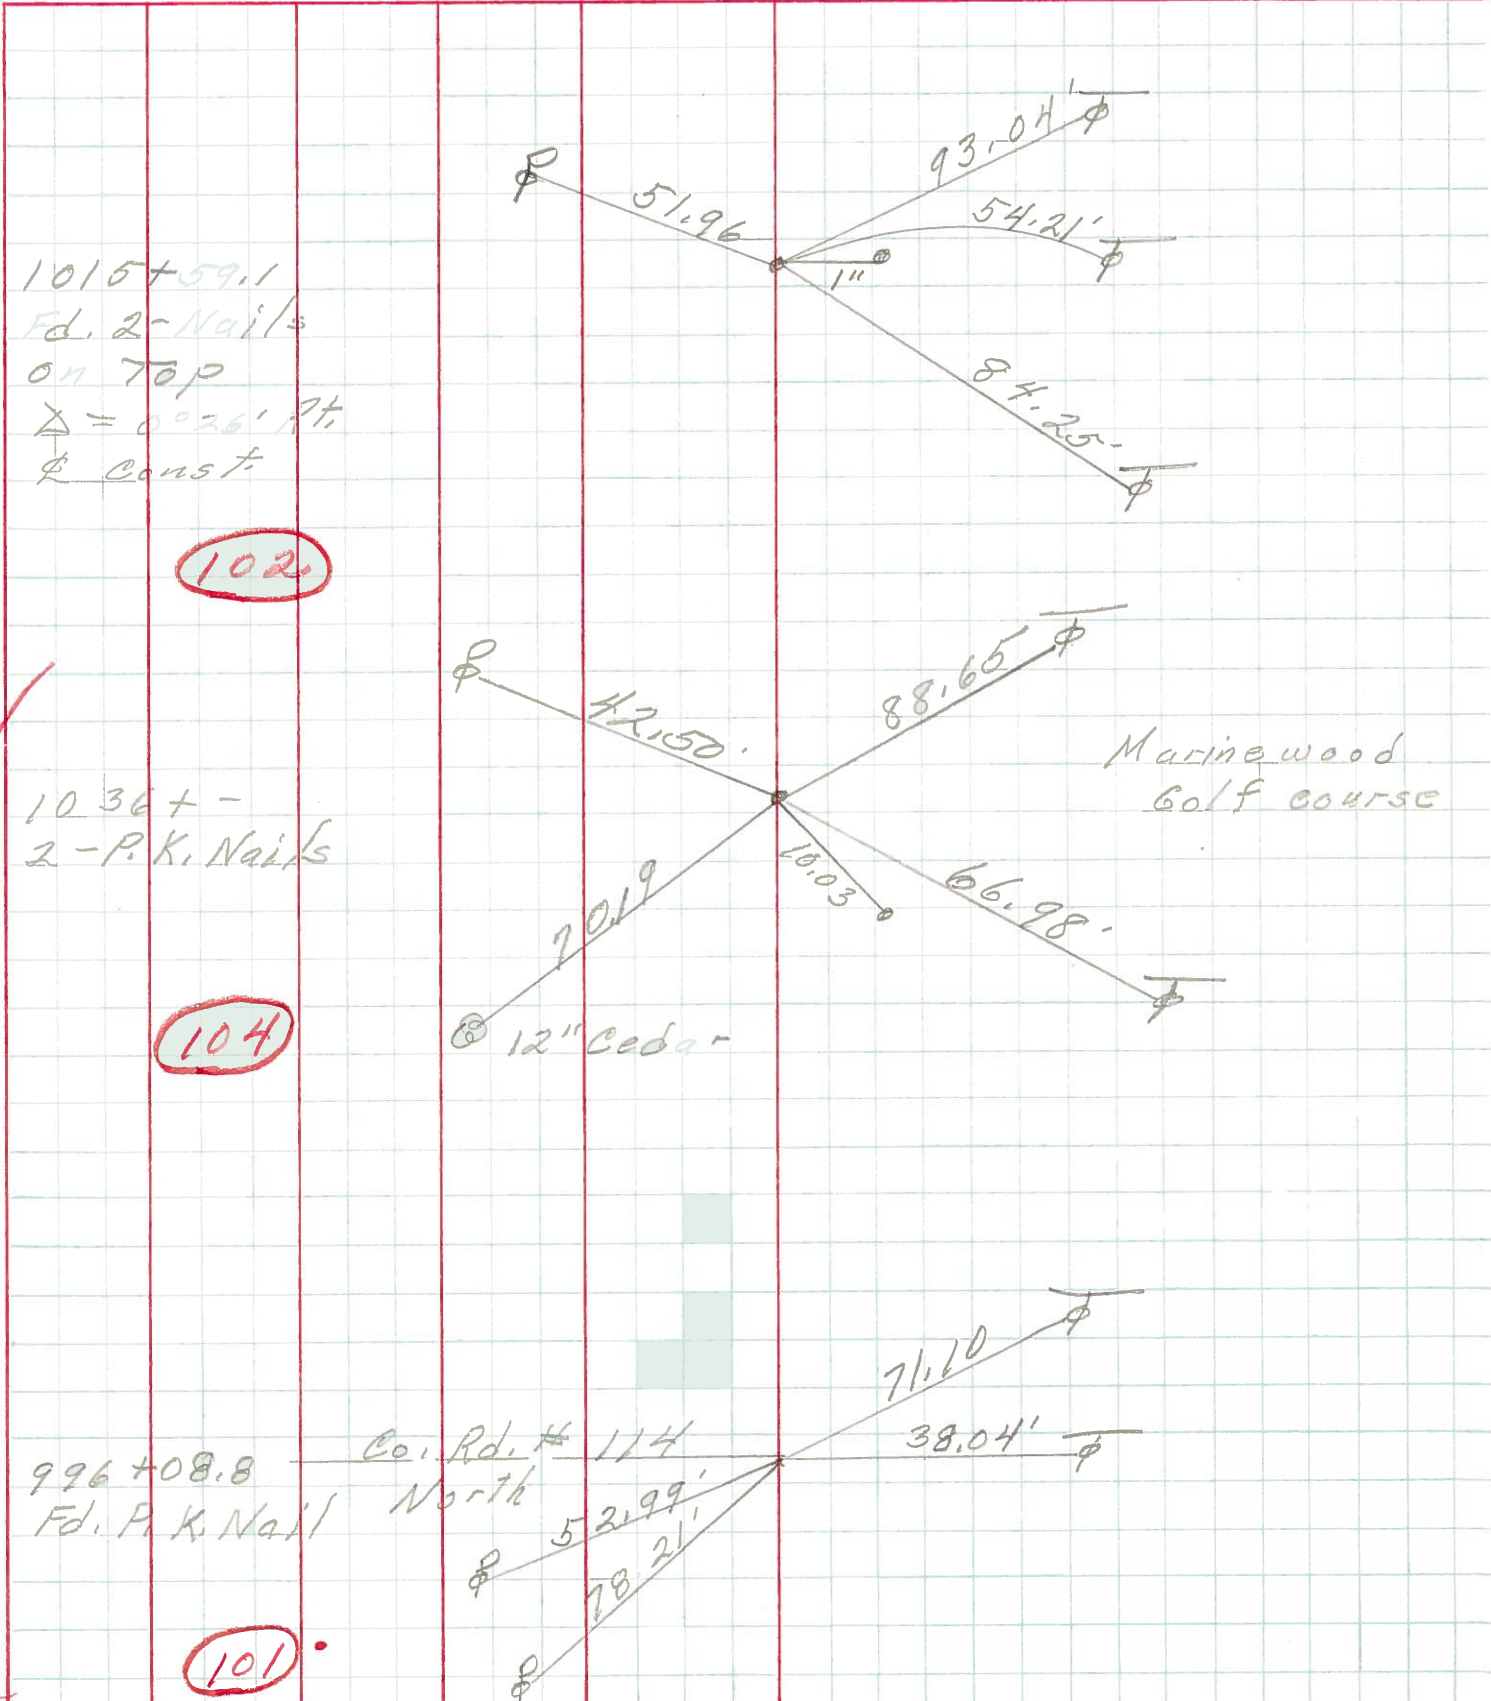 93.04'
51.96
54.21'
1"
84.25
1015+59.1
Fd. 2-Nails
on Top
Δ = 0°26' Rt.
℄ Const.
102.
88.65
42.50
Marinewood
Golf course
1036+-
2-P.K. Nails
10.03
66.98
70.19
12" Cedar
104
71.10
Co. Rd. # 114
38.04'
996+08.8
North
Fd. P.K. Nail
52.99'
78.21'
101